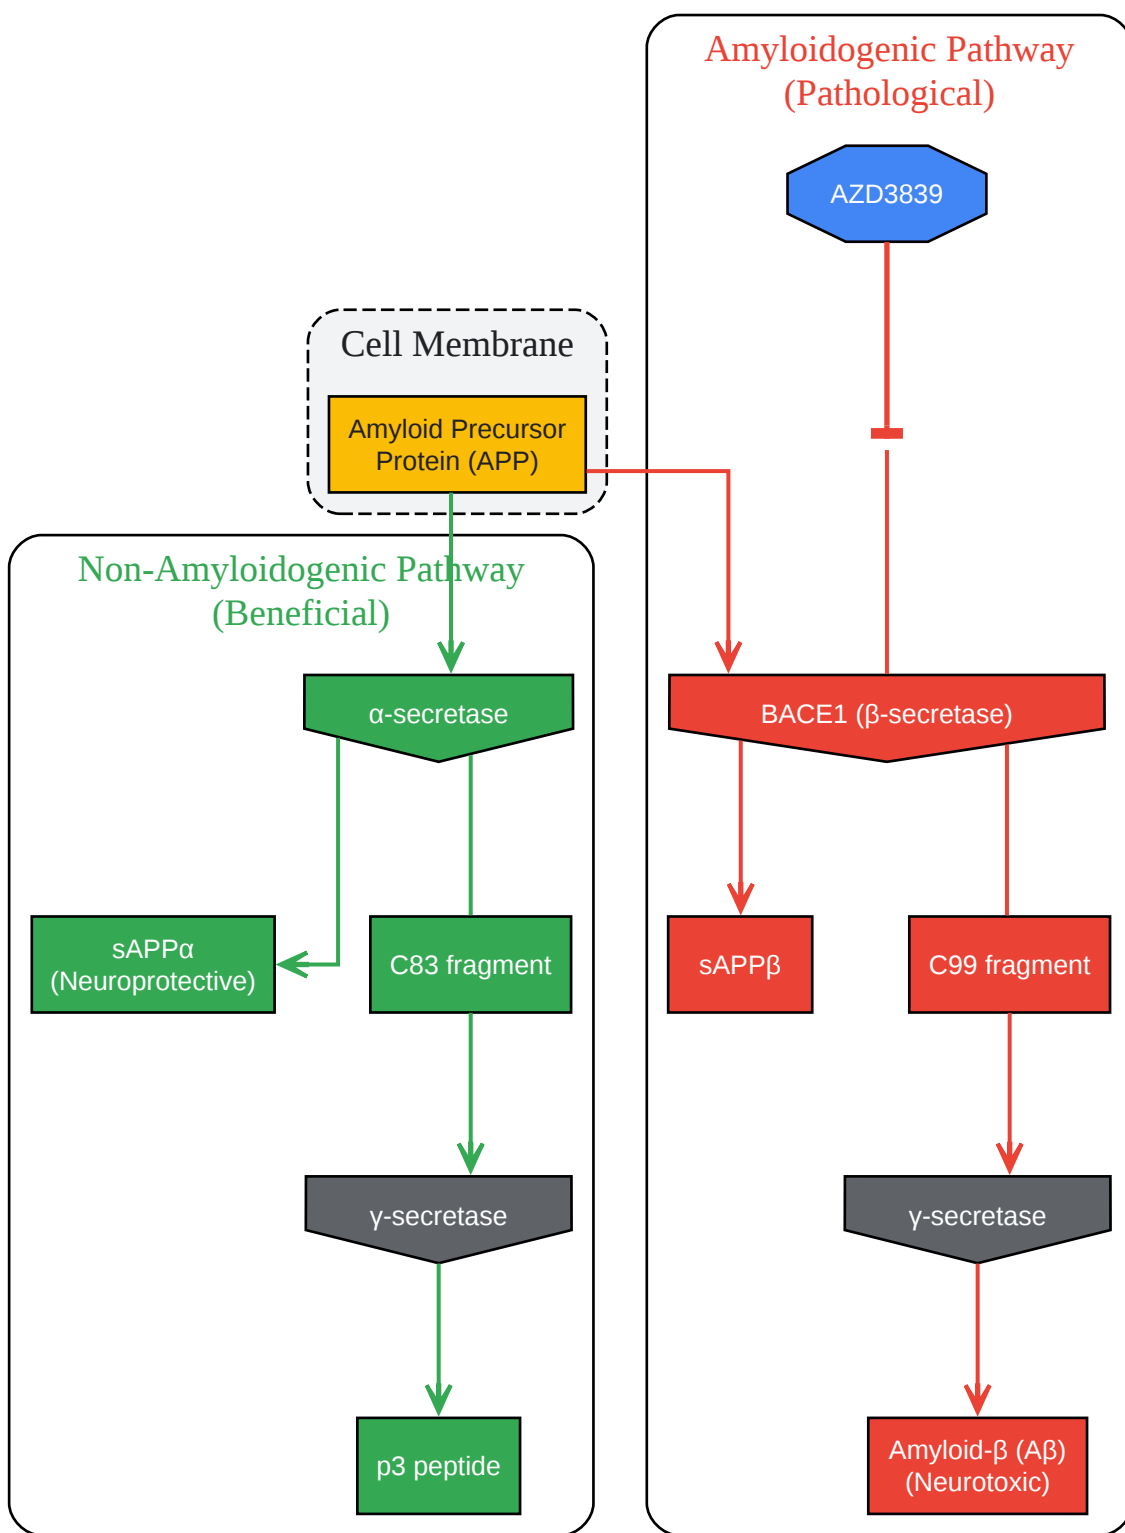 Amyloidogenic Pathway
(Pathological)
AZD3839
Cell Membrane
Amyloid Precursor
Protein (APP)
Non-Amyloidogenic Pathway
(Beneficial)
α-secretase
BACE1 (β-secretase)
sAPPα
(Neuroprotective)
C83 fragment
sAPPβ
C99 fragment
γ-secretase
γ-secretase
p3 peptide
Amyloid-β (Aβ)
(Neurotoxic)